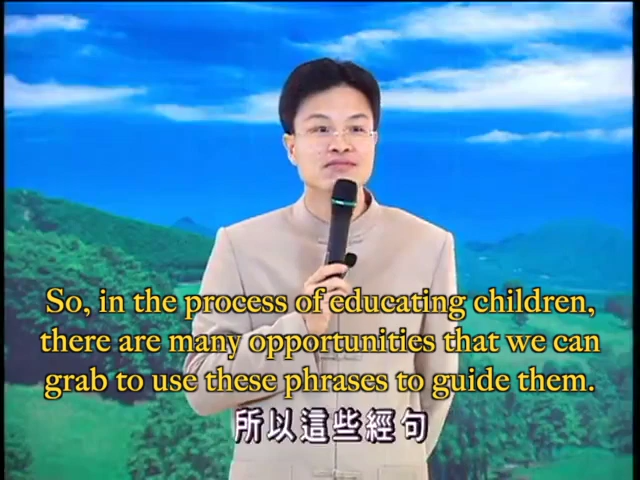 So, in the process of educating children,
there are many opportunities that we can
grab to use these phrases to guide them.
所以這些經句